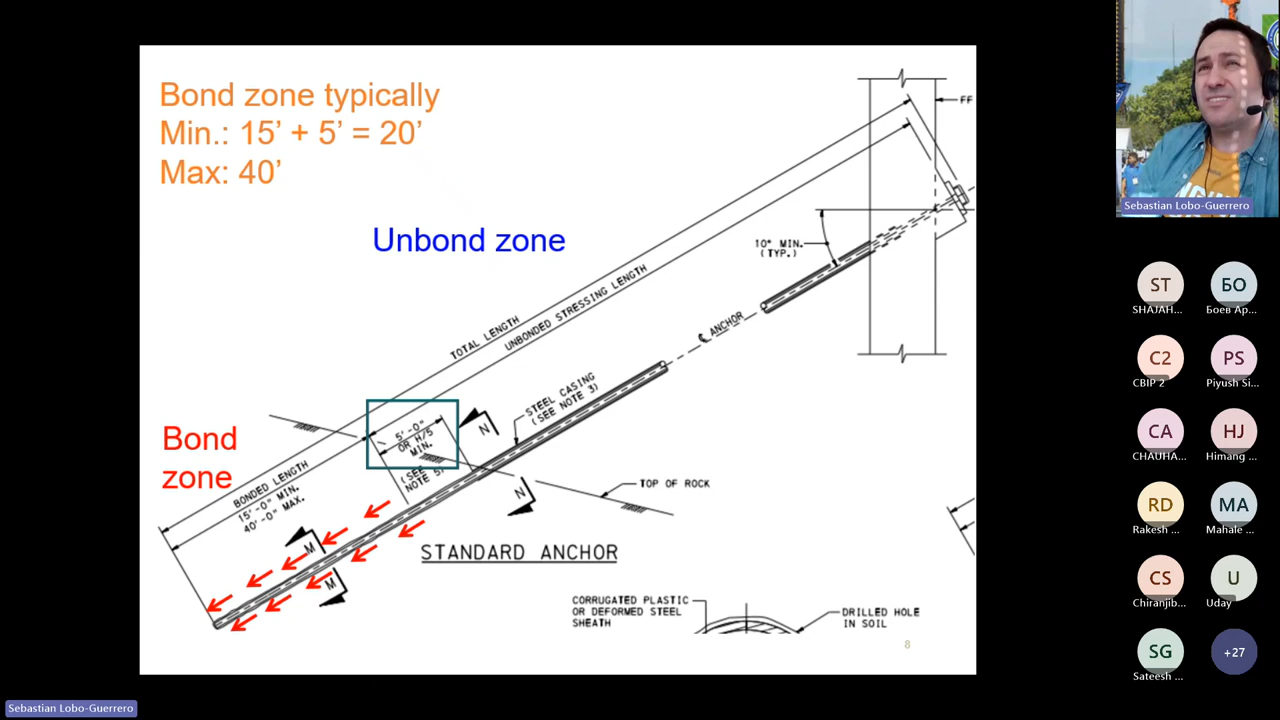 Bond zone typically
Min.: 15’ + 5’ = 20’
Max: 40’
Unbond zone
FF
10° MIN.
(TYP.)
TOTAL LENGTH
UNBONDED STRESSING LENGTH
℄ ANCHOR
STEEL CASING
(SEE NOTE 3)
5'-0"
OR H/5
MIN.
(SEE
NOTE 5)
N
N
Bond
zone
BONDED LENGTH
15'-0" MIN.
40'-0" MAX.
TOP OF ROCK
M
M
STANDARD ANCHOR
CORRUGATED PLASTIC
OR DEFORMED STEEL
SHEATH
DRILLED HOLE
IN SOIL
8
Sebastian Lobo-Guerrero
ST
SHAJAH...
БО
Боев Ар...
C2
CBIP 2
PS
Piyush Si...
CA
CHAUHA...
HJ
Himang ...
RD
Rakesh ...
MA
Mahale ...
CS
Chiranjib...
U
Uday
SG
Sateesh ...
+27
Sebastian Lobo-Guerrero